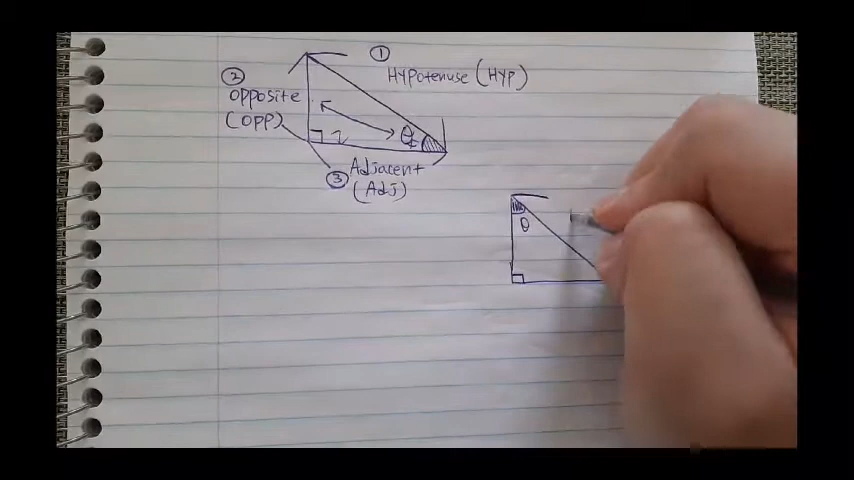 ①
Hypotenuse (Hyp)
②
opposite
(OPP)
θ
③ Adjacent
(Adj)
θ